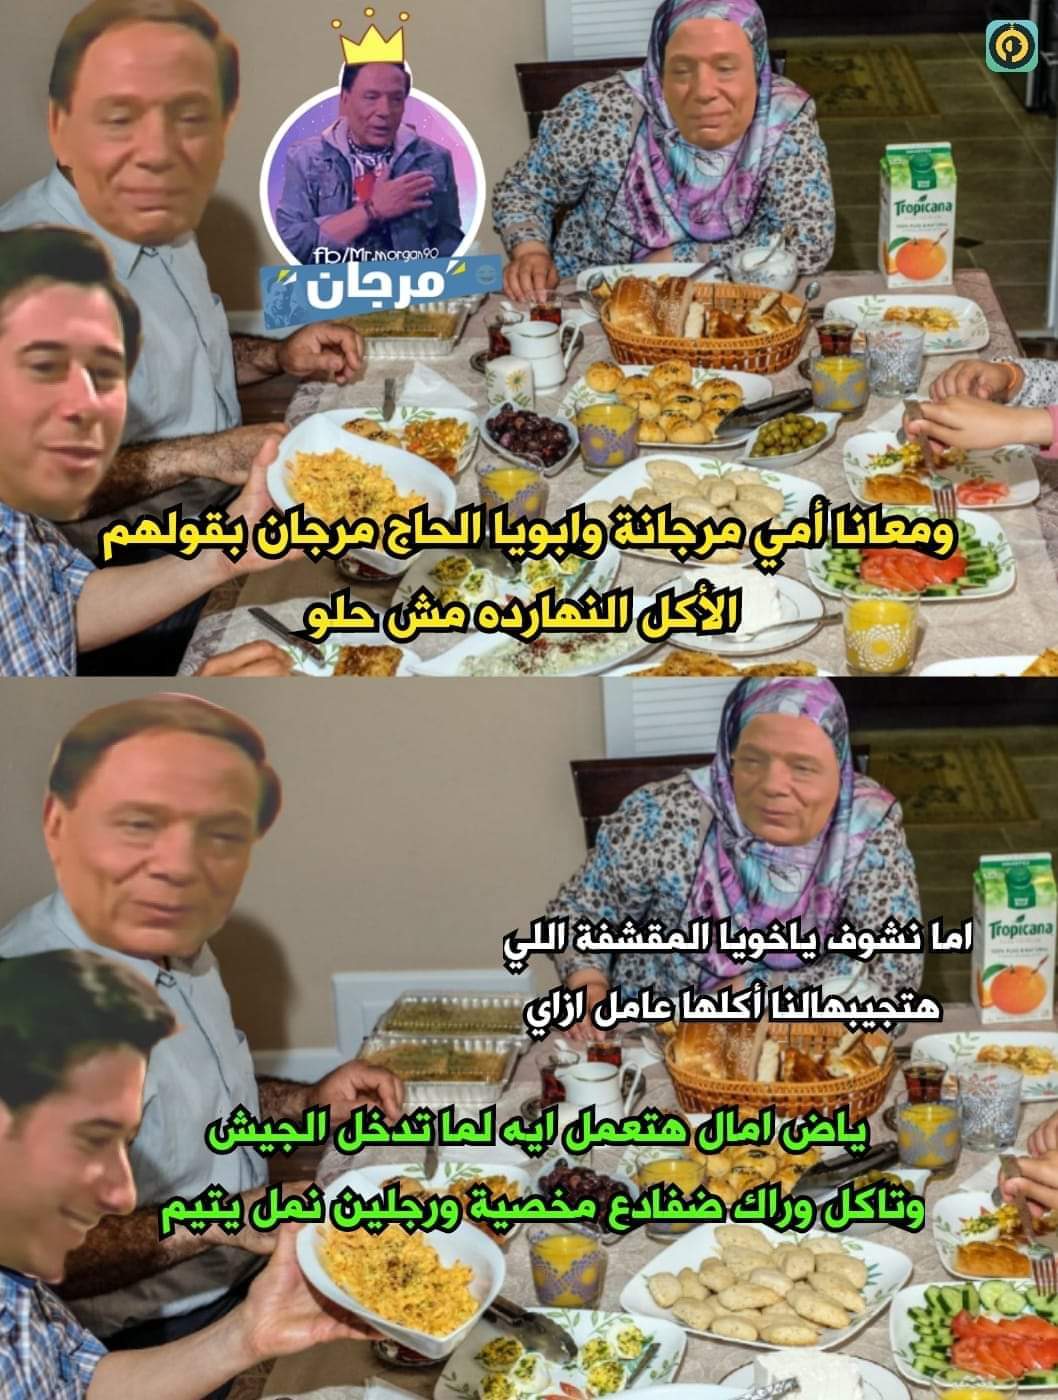 Tropicana
fb/Mr.morgan90
مرجان
ومعانا أمي مرجانة وابويا الحاج مرجان بقولهم
الأكل النهارده مش حلو
اما نشوف ياخويا المقشفة اللي
هتجيبهالنا أكلها عامل ازاي
Tropicana
ياض امال هتعمل ايه لما تدخل الجيش
وتاكل وراك ضفادع مخصية ورجلين نمل يتيم